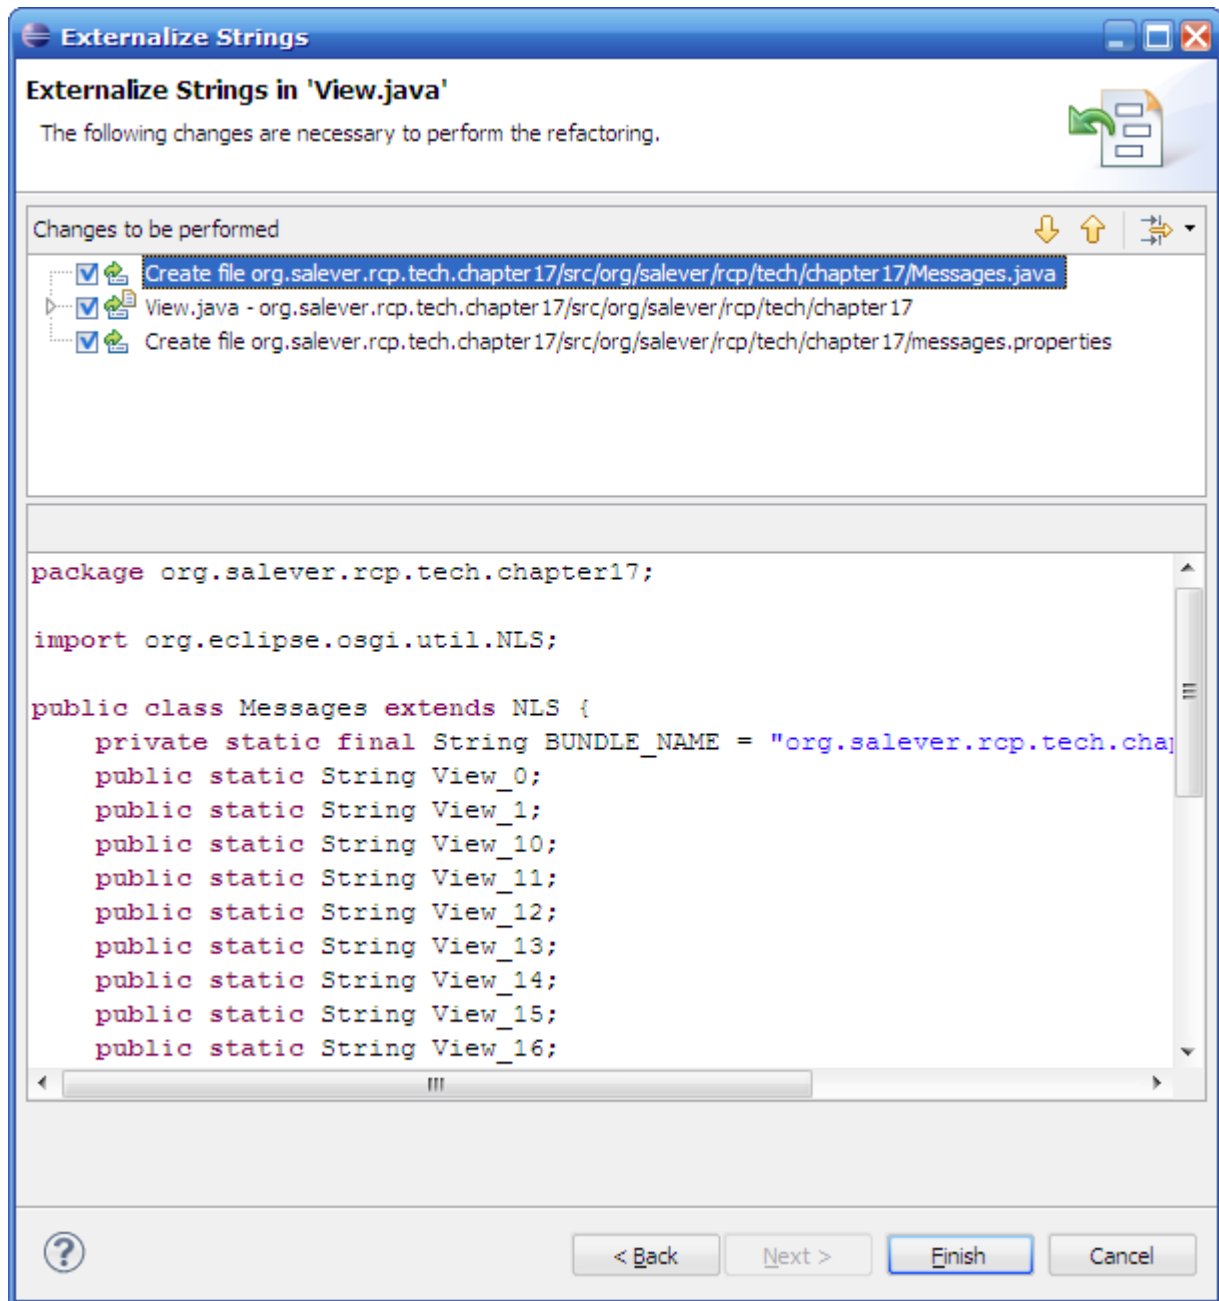 Externalize Strings
Externalize Strings in 'View.java'
The following changes are necessary to perform the refactoring.
Changes to be performed
Create file org.salever.rcp.tech.chapter17/src/org/salever/rcp/tech/chapter17/Messages.java
View.java - org.salever.rcp.tech.chapter17/src/org/salever/rcp/tech/chapter17
Create file org.salever.rcp.tech.chapter17/src/org/salever/rcp/tech/chapter17/messages.properties
package org.salever.rcp.tech.chapter17;
import org.eclipse.osgi.util.NLS;
public class Messages extends NLS {
private static final String BUNDLE_NAME = "org.salever.rcp.tech.chap
public static String View_0;
public static String View_1;
public static String View_10;
public static String View_11;
public static String View_12;
public static String View_13;
public static String View_14;
public static String View_15;
public static String View_16;
?
< Back Next > Finish Cancel